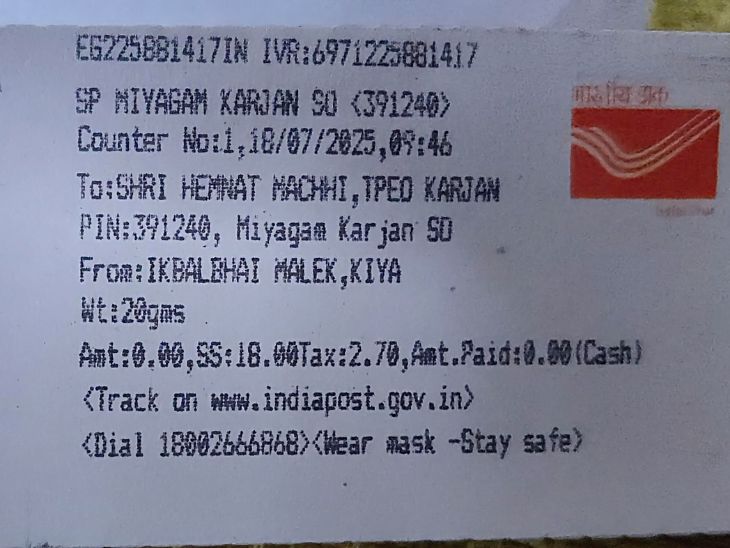 EG225881417IN IVR:6971225881417
SP MIYAGAM KARJAN SO <391240>
Counter No:1,18/07/2025,09:46
To:SHRI HEMNAT MACHHI,TPEO KARJAN
PIN:391240, Miyagam Karjan SO
From:IKBALBHAI MALEK,KIYA
Wt:20gms
Amt:0.00,SS:18.00Tax:2.70,Amt.Paid:0.00(Cash)
<Track on www.indiapost.gov.in>
<Dial 18002666868><Wear mask -Stay safe>
भारतीय डाक